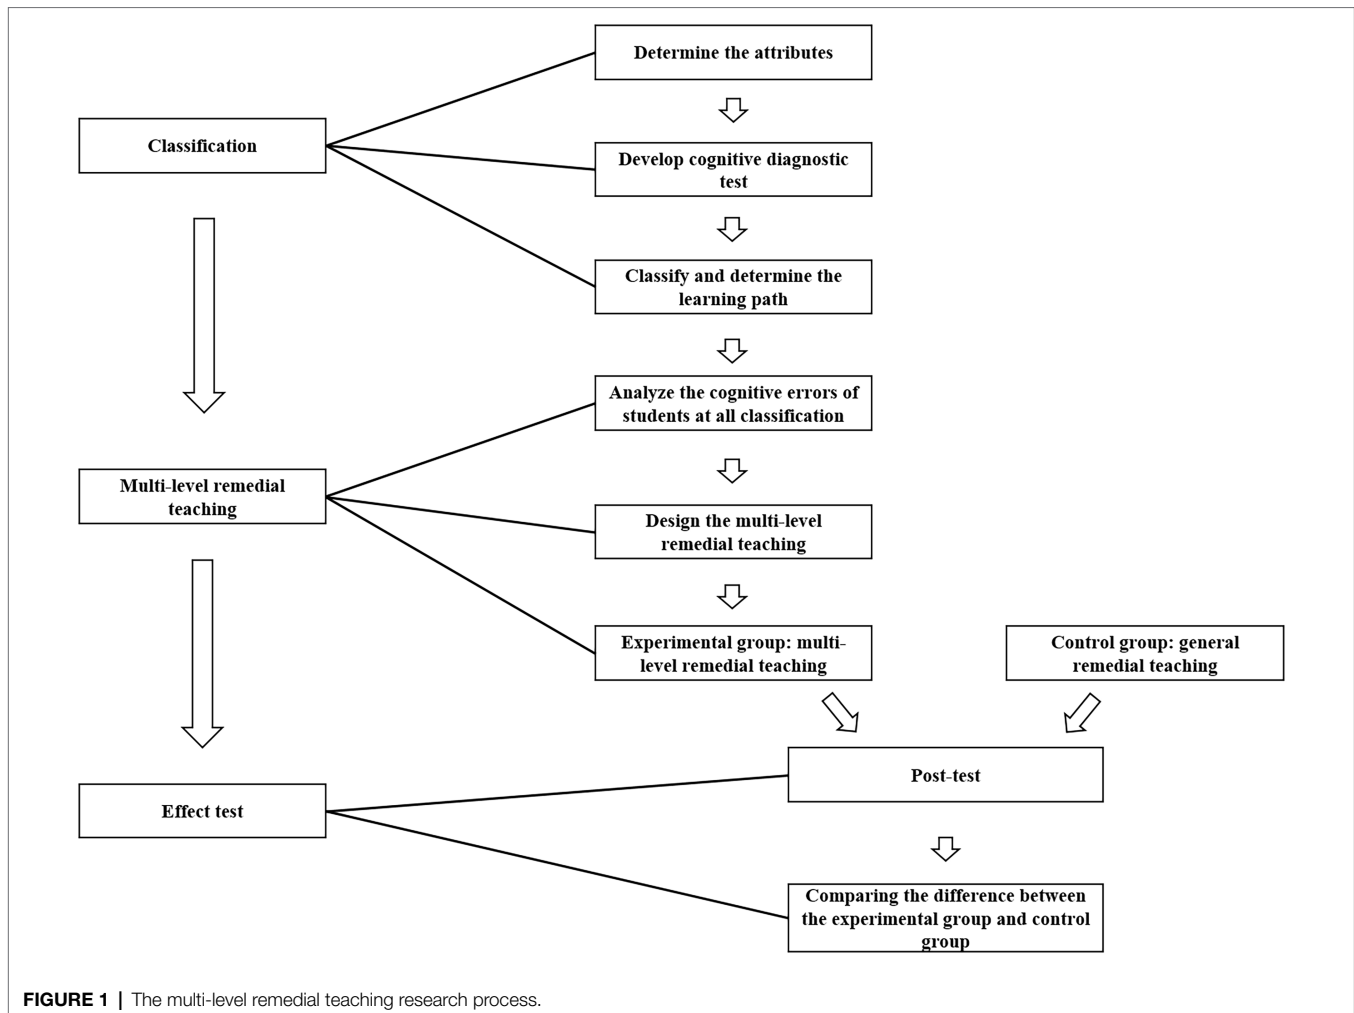 Determine the attributes
Classification
Develop cognitive diagnostic
test
Classify and determine the
learning path
Analyze the cognitive errors of
students at all classification
Multi-level remedial
teaching
Design the multi-level
remedial teaching
Experimental group: multi-
level remedial teaching
Control group: general
remedial teaching
Post-test
Effect test
Comparing the difference between
the experimental group and control
group
FIGURE 1 | The multi-level remedial teaching research process.